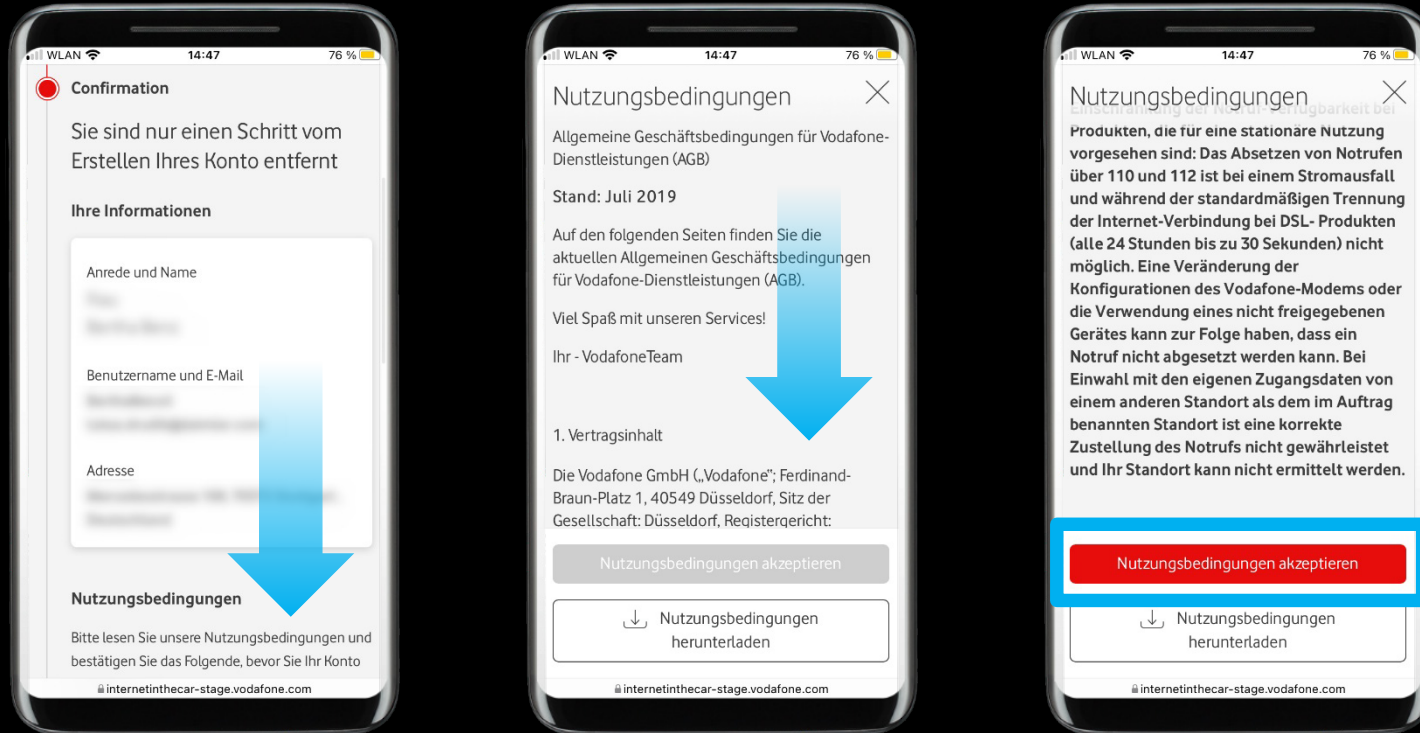 WLAN 14:47 76 %
Confirmation
Sie sind nur einen Schritt vom
Erstellen Ihres Konto entfernt
Ihre Informationen
Anrede und Name
Benutzername und E-Mail
Adresse
Nutzungsbedingungen
Bitte lesen Sie unsere Nutzungsbedingungen und
bestätigen Sie das Folgende, bevor Sie Ihr Konto
internetinthecar-stage.vodafone.com
WLAN 14:47 76 %
Nutzungsbedingungen
Allgemeine Geschäftsbedingungen für Vodafone-
Dienstleistungen (AGB)
Stand: Juli 2019
Auf den folgenden Seiten finden Sie die
aktuellen Allgemeinen Geschäftsbedingungen
für Vodafone-Dienstleistungen (AGB).
Viel Spaß mit unseren Services!
Ihr - VodafoneTeam
1. Vertragsinhalt
Die Vodafone GmbH („Vodafone"; Ferdinand-
Braun-Platz 1, 40549 Düsseldorf, Sitz der
Gesellschaft: Düsseldorf, Registergericht:
Nutzungsbedingungen akzeptieren
Nutzungsbedingungen
herunterladen
internetinthecar-stage.vodafone.com
WLAN 14:47 76 %
Nutzungsbedingungen
Einschränkung der Notruf-Verfügbarkeit bei
Produkten, die für eine stationäre Nutzung
vorgesehen sind: Das Absetzen von Notrufen
über 110 und 112 ist bei einem Stromausfall
und während der standardmäßigen Trennung
der Internet-Verbindung bei DSL- Produkten
(alle 24 Stunden bis zu 30 Sekunden) nicht
möglich. Eine Veränderung der
Konfigurationen des Vodafone-Modems oder
die Verwendung eines nicht freigegebenen
Gerätes kann zur Folge haben, dass ein
Notruf nicht abgesetzt werden kann. Bei
Einwahl mit den eigenen Zugangsdaten von
einem anderen Standort als dem im Auftrag
benannten Standort ist eine korrekte
Zustellung des Notrufs nicht gewährleistet
und Ihr Standort kann nicht ermittelt werden.
Nutzungsbedingungen akzeptieren
Nutzungsbedingungen
herunterladen
internetinthecar-stage.vodafone.com